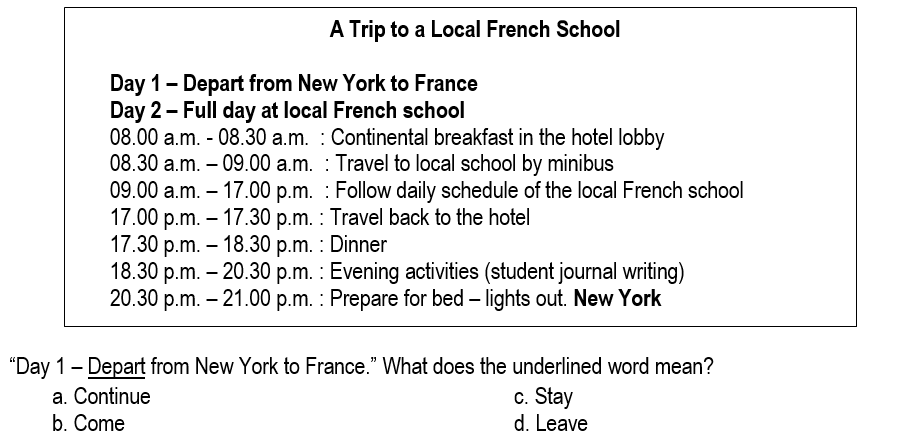 A Trip to a Local French School
Day 1 – Depart from New York to France
Day 2 – Full day at local French school
08.00 a.m. - 08.30 a.m. : Continental breakfast in the hotel lobby
08.30 a.m. – 09.00 a.m. : Travel to local school by minibus
09.00 a.m. – 17.00 p.m. : Follow daily schedule of the local French school
17.00 p.m. – 17.30 p.m. : Travel back to the hotel
17.30 p.m. – 18.30 p.m. : Dinner
18.30 p.m. – 20.30 p.m. : Evening activities (student journal writing)
20.30 p.m. – 21.00 p.m. : Prepare for bed – lights out. New York
“Day 1 – Depart from New York to France.” What does the underlined word mean?
a. Continue c. Stay
b. Come d. Leave